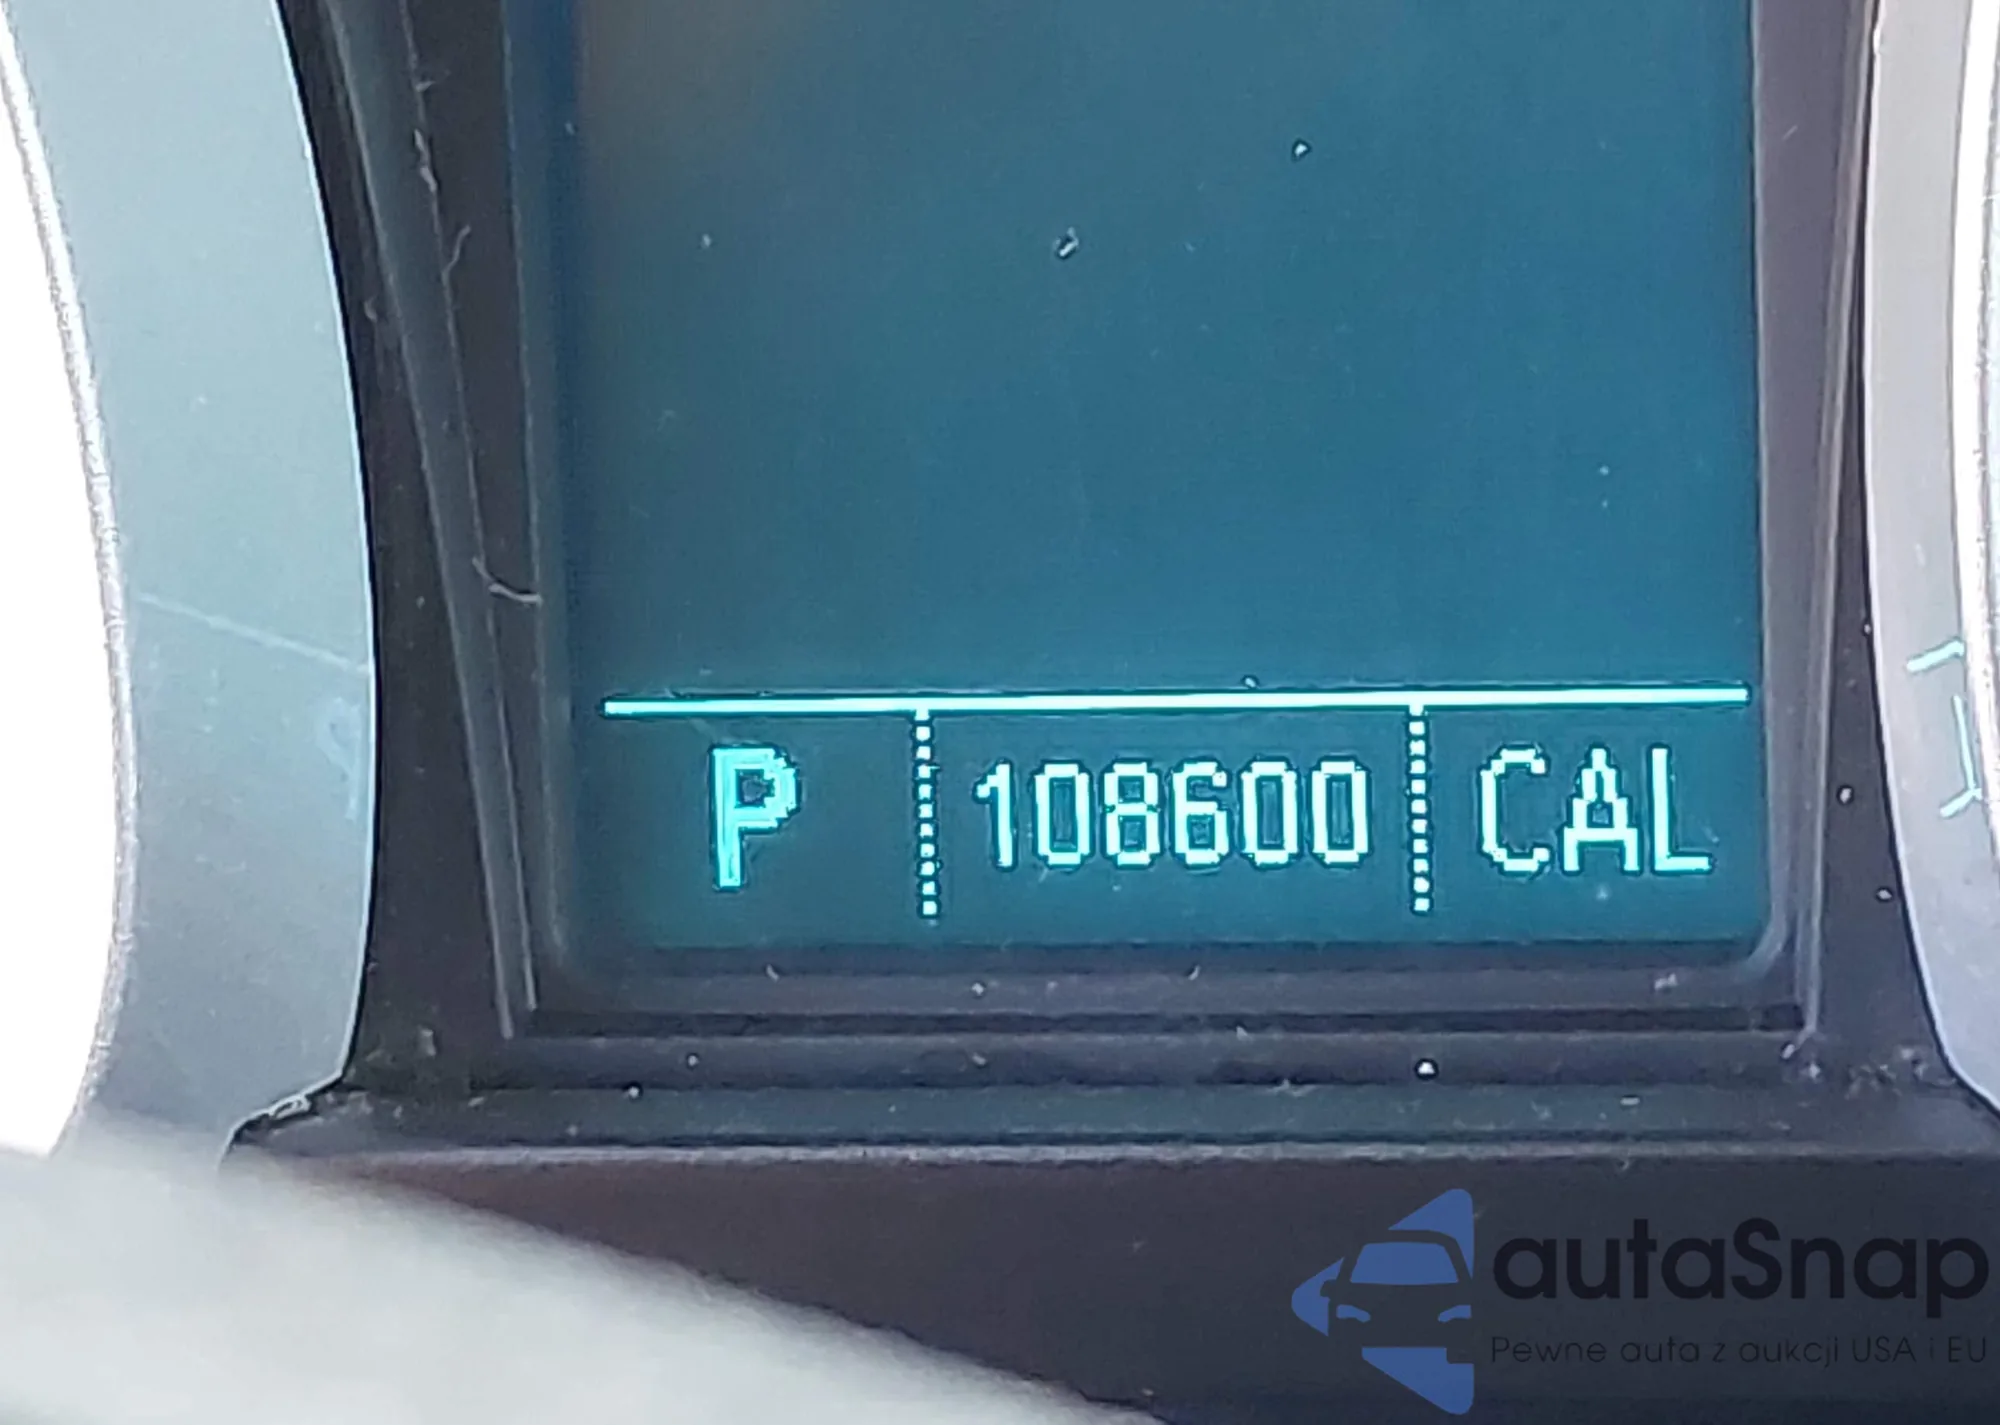 P 108600 CAL
autaSnap
Pewne auta z aukcji USA i EU